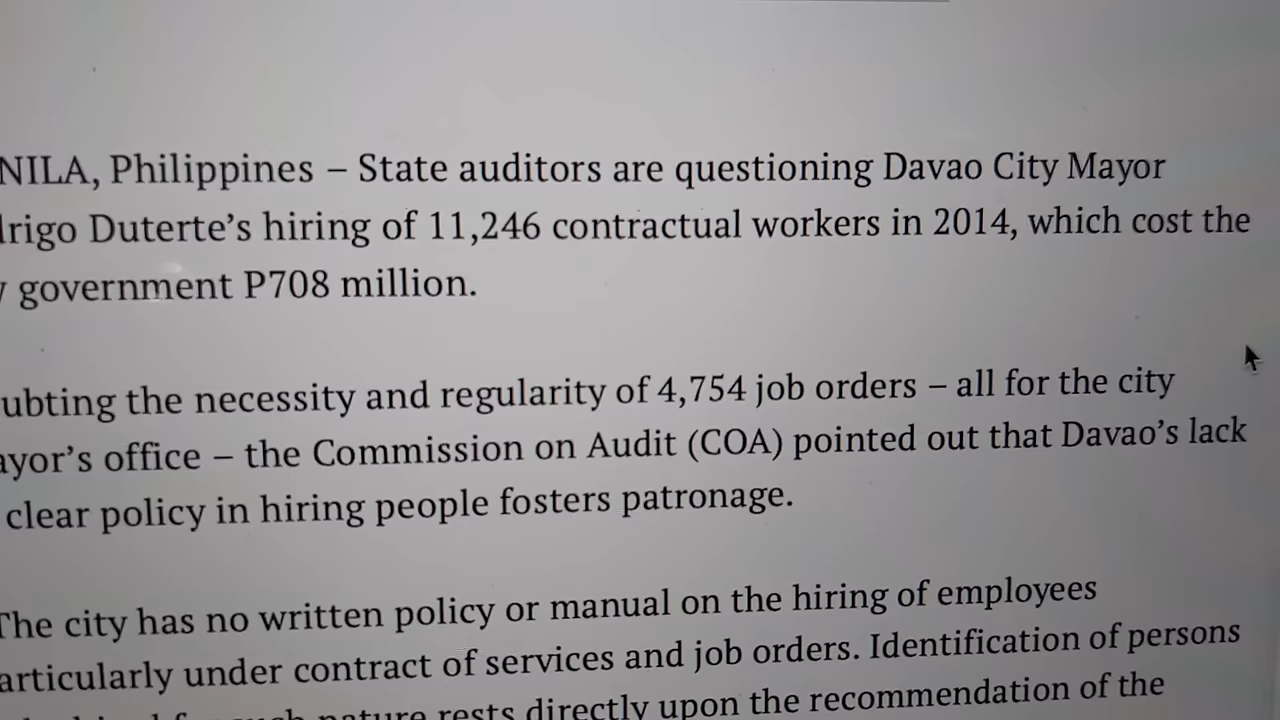 NILA, Philippines – State auditors are questioning Davao City Mayor
drigo Duterte's hiring of 11,246 contractual workers in 2014, which cost the
y government P708 million.
ubting the necessity and regularity of 4,754 job orders – all for the city
ayor's office – the Commission on Audit (COA) pointed out that Davao's lack
clear policy in hiring people fosters patronage.
The city has no written policy or manual on the hiring of employees
articularly under contract of services and job orders. Identification of persons
nature rests directly upon the recommendation of the